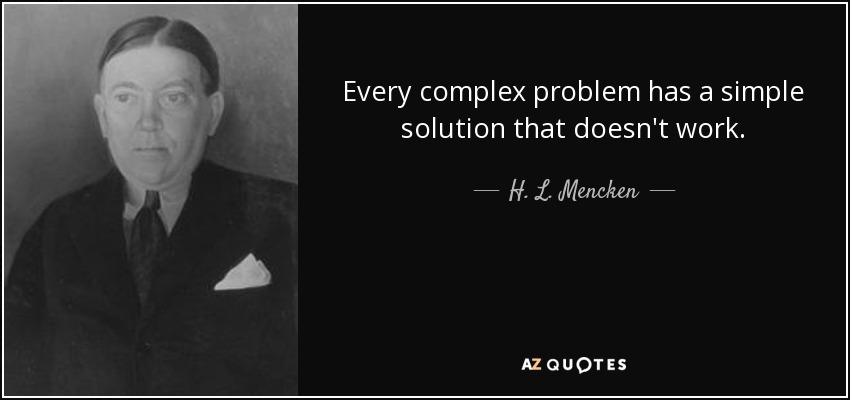 Every complex problem has a simple
solution that doesn't work.
H. L. Mencken
AZ QUOTES